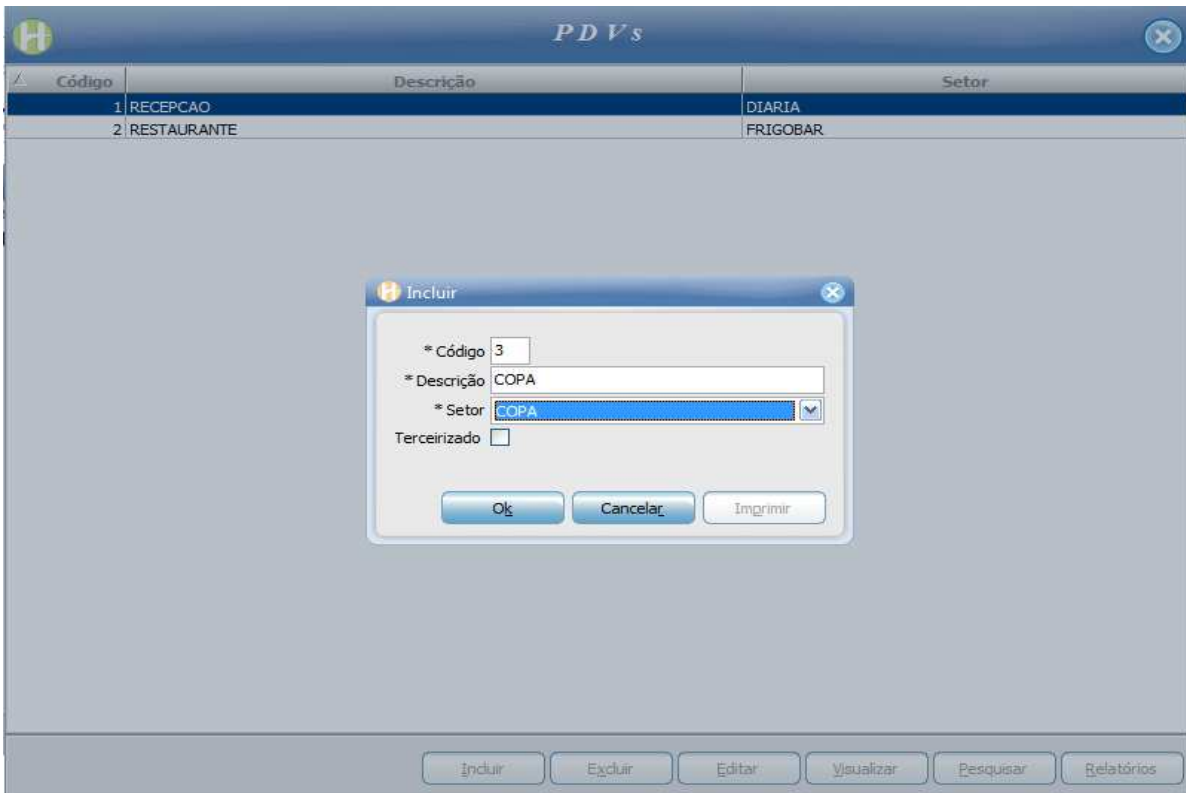 H
PDVs
Código Descrição Setor
1 RECEPCAO DIARIA
2 RESTAURANTE FRIGOBAR
H Incluir
* Código 3
* Descrição COPA
* Setor COPA
Terceirizado
Ok Cancelar Imprimir
Incluir Excluir Editar Visualizar Pesquisar Relatórios